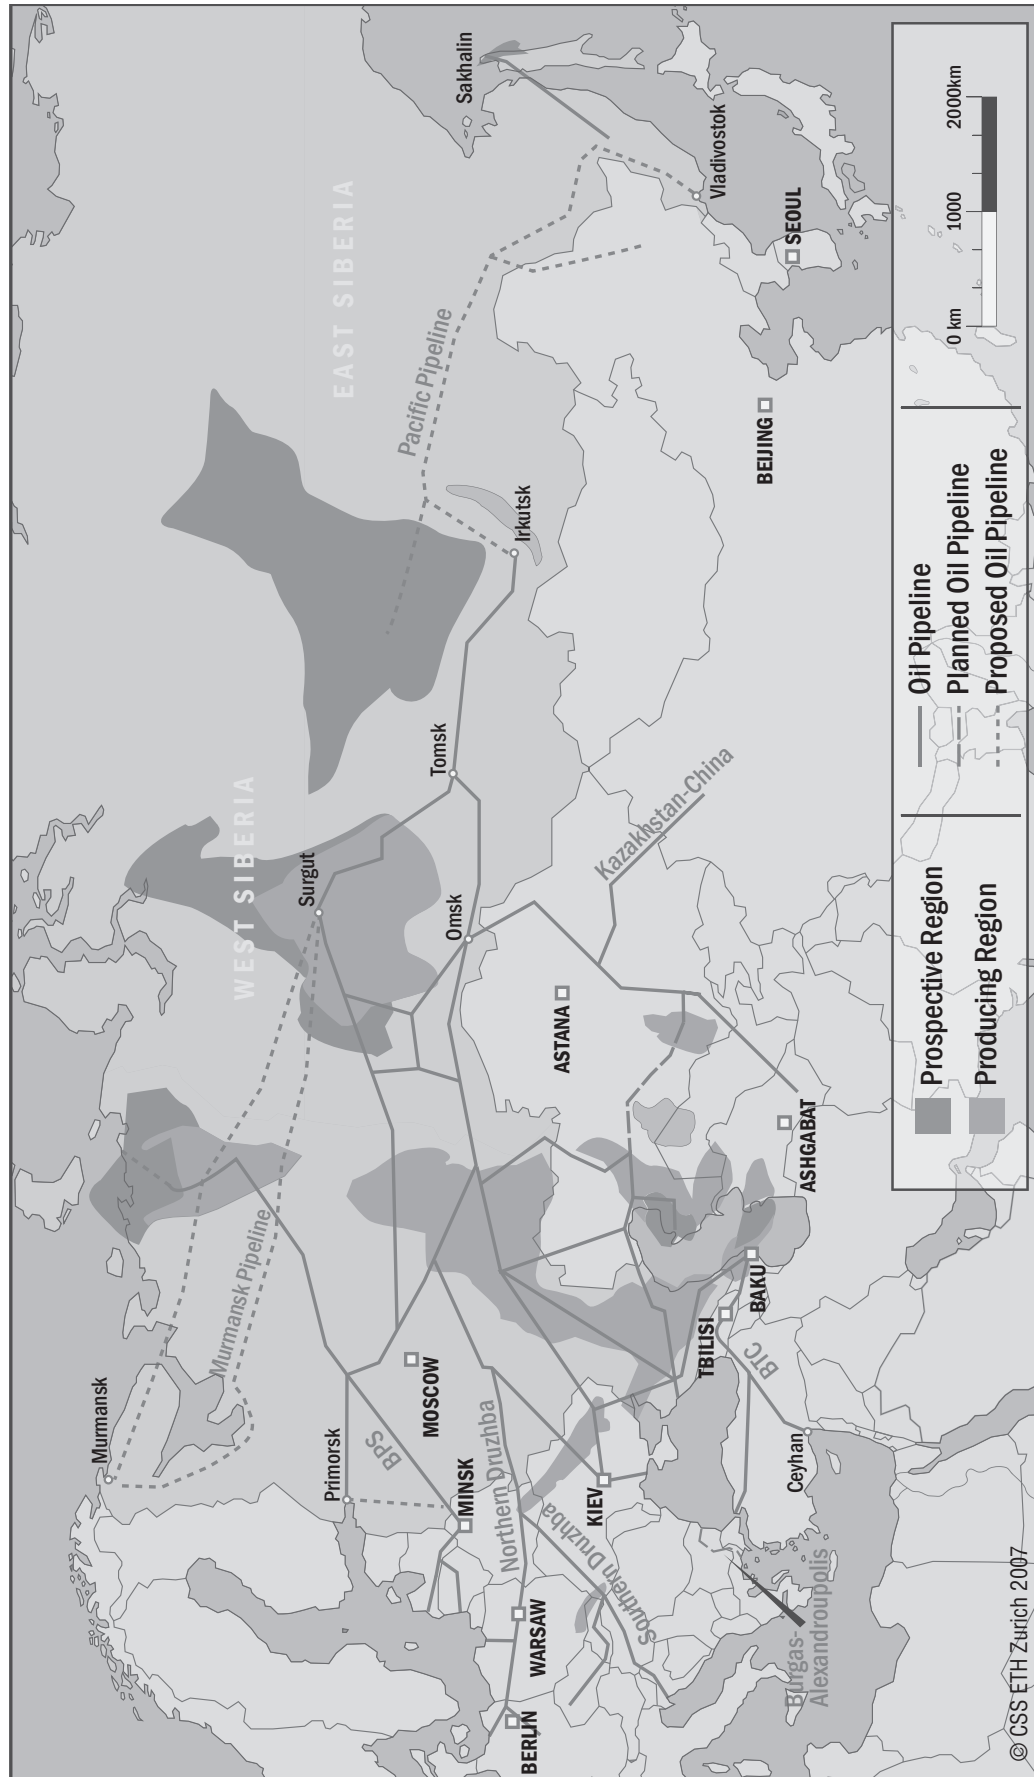 Murmansk
Murmansk Pipeline
WEST SIBERIA
EAST SIBERIA
Primorsk
BPS
MOSCOW
MINSK
Northern Druzhba
Southern Druzhba
WARSAW
BERLIN
KIEV
Surgut
Tomsk
Omsk
Irkutsk
Pacific Pipeline
Sakhalin
Vladivostok
SEOUL
BEIJING
Kazakhstan-China
ASTANA
ASHGABAT
BAKU
TBILISI
BTC
Ceyhan
Burgas-
Alexandroupolis
Prospective Region
Producing Region
Oil Pipeline
Planned Oil Pipeline
Proposed Oil Pipeline
0 km 1000 2000km
© CSS ETH Zurich 2007